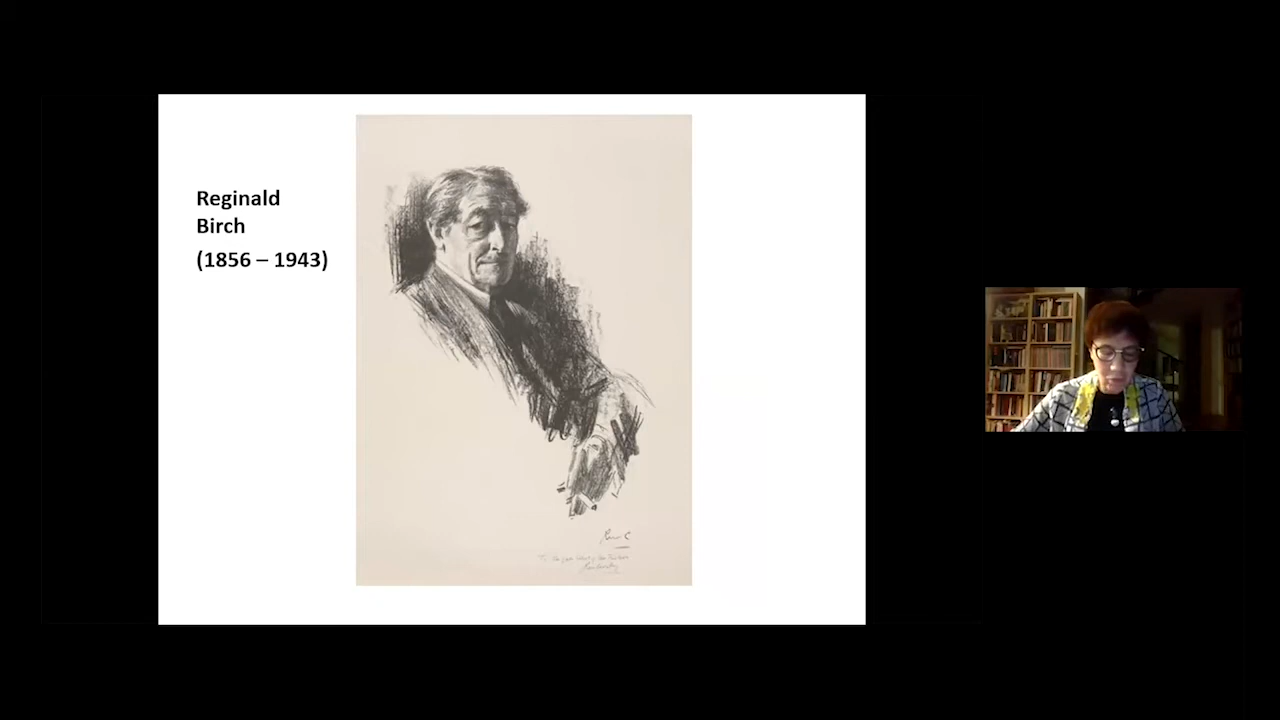 Reginald
Birch
(1856 – 1943)